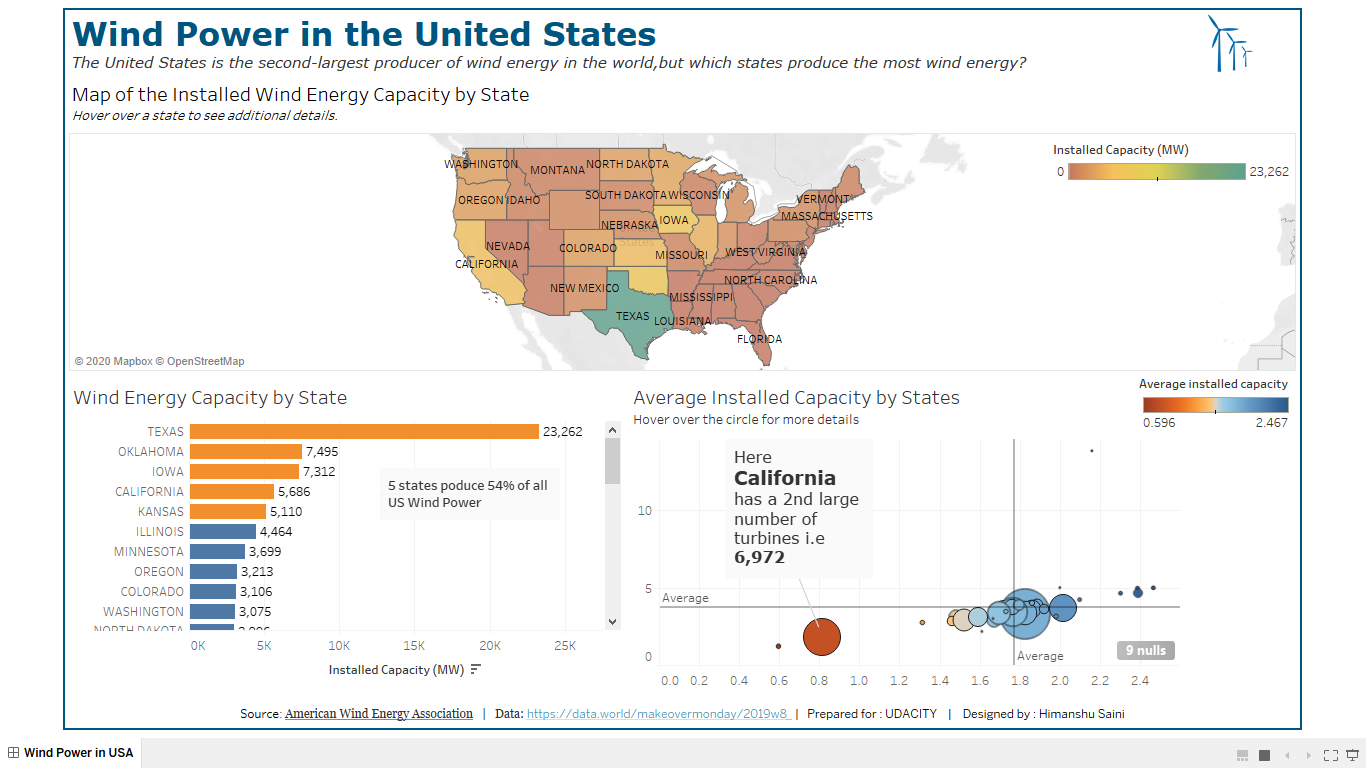 Wind Power in the United States
The United States is the second-largest producer of wind energy in the world,but which states produce the most wind energy?
Map of the Installed Wind Energy Capacity by State
Hover over a state to see additional details.
Installed Capacity (MW)
0 23,262
WASHINGTON
MONTANA
NORTH DAKOTA
OREGON
IDAHO
SOUTH DAKOTA
WISCONSIN
VERMONT
MASSACHUSETTS
NEBRASKA
IOWA
NEVADA
COLORADO
States
MISSOURI
WEST VIRGINIA
CALIFORNIA
NEW MEXICO
NORTH CAROLINA
MISSISSIPPI
TEXAS
LOUISIANA
FLORIDA
© 2020 Mapbox © OpenStreetMap
Wind Energy Capacity by State
TEXAS 23,262
OKLAHOMA 7,495
IOWA 7,312
CALIFORNIA 5,686
KANSAS 5,110
ILLINOIS 4,464
MINNESOTA 3,699
OREGON 3,213
COLORADO 3,106
WASHINGTON 3,075
NORTH DAKOTA
5 states poduce 54% of all
US Wind Power
0K 5K 10K 15K 20K 25K
Installed Capacity (MW)
Average Installed Capacity by States
Hover over the circle for more details
Average installed capacity
0.596 2.467
Here
California
has a 2nd large
number of
turbines i.e
6,972
10
5
0
Average
Average
9 nulls
0.0 0.2 0.4 0.6 0.8 1.0 1.2 1.4 1.6 1.8 2.0 2.2 2.4
Source: American Wind Energy Association | Data: https://data.world/makeovermonday/2019w8 | Prepared for : UDACITY | Designed by : Himanshu Saini
Wind Power in USA